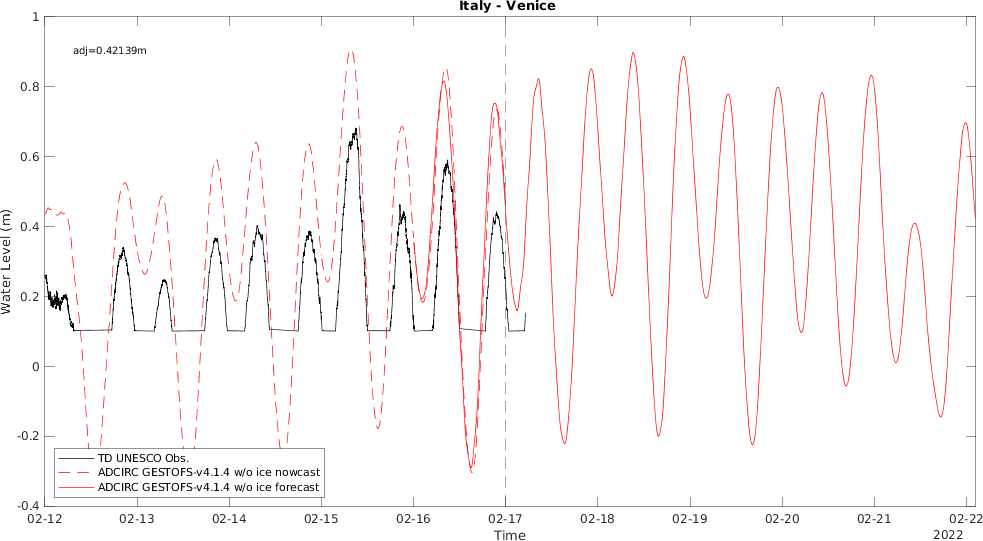 Italy - Venice
adj=0.42139m
Water Level (m)
1
0.8
0.6
0.4
0.2
0
-0.2
-0.4
TD UNESCO Obs.
ADCIRC GESTOFS-v4.1.4 w/o ice nowcast
ADCIRC GESTOFS-v4.1.4 w/o ice forecast
02-12 02-13 02-14 02-15 02-16 02-17 02-18 02-19 02-20 02-21 02-22
Time
2022